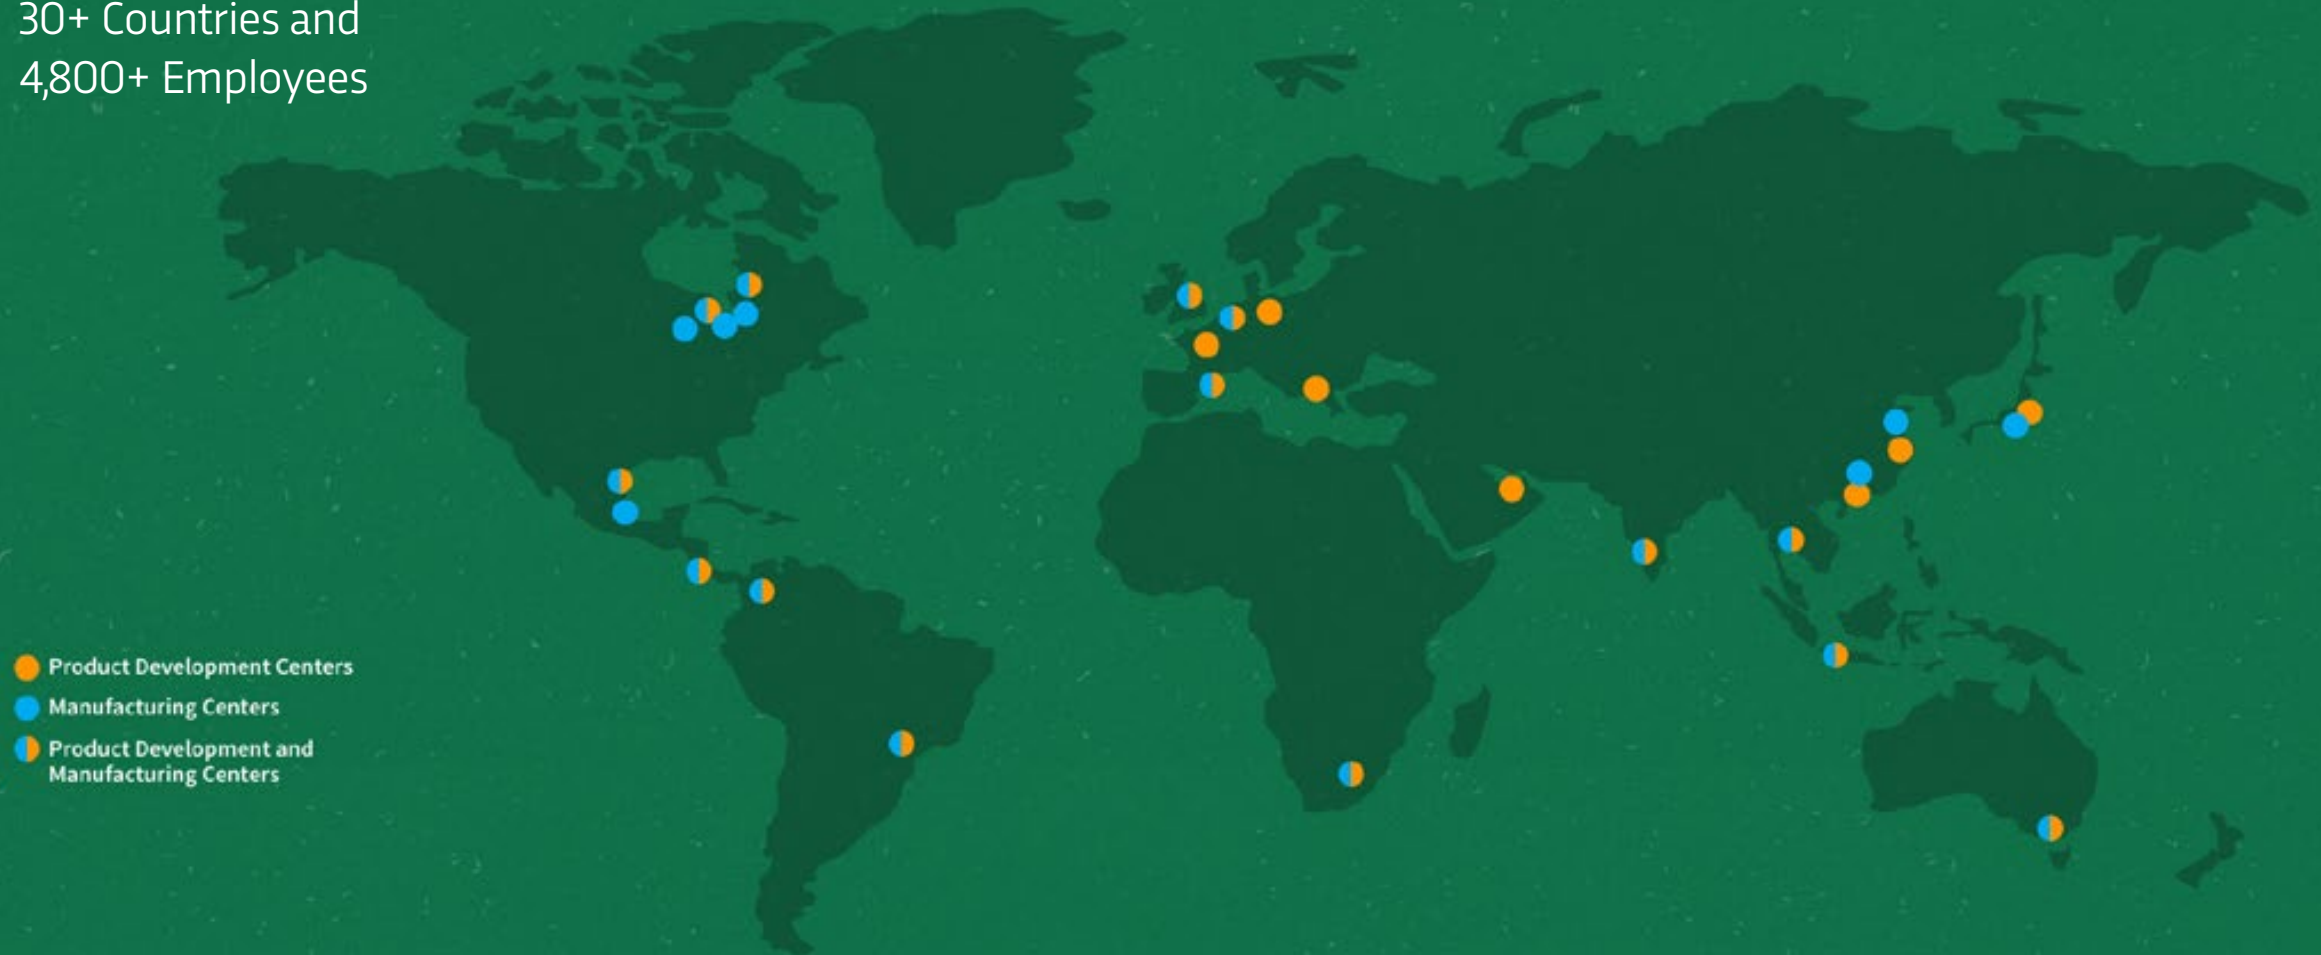 30+ Countries and
4,800+ Employees
Product Development Centers
Manufacturing Centers
Product Development and
Manufacturing Centers